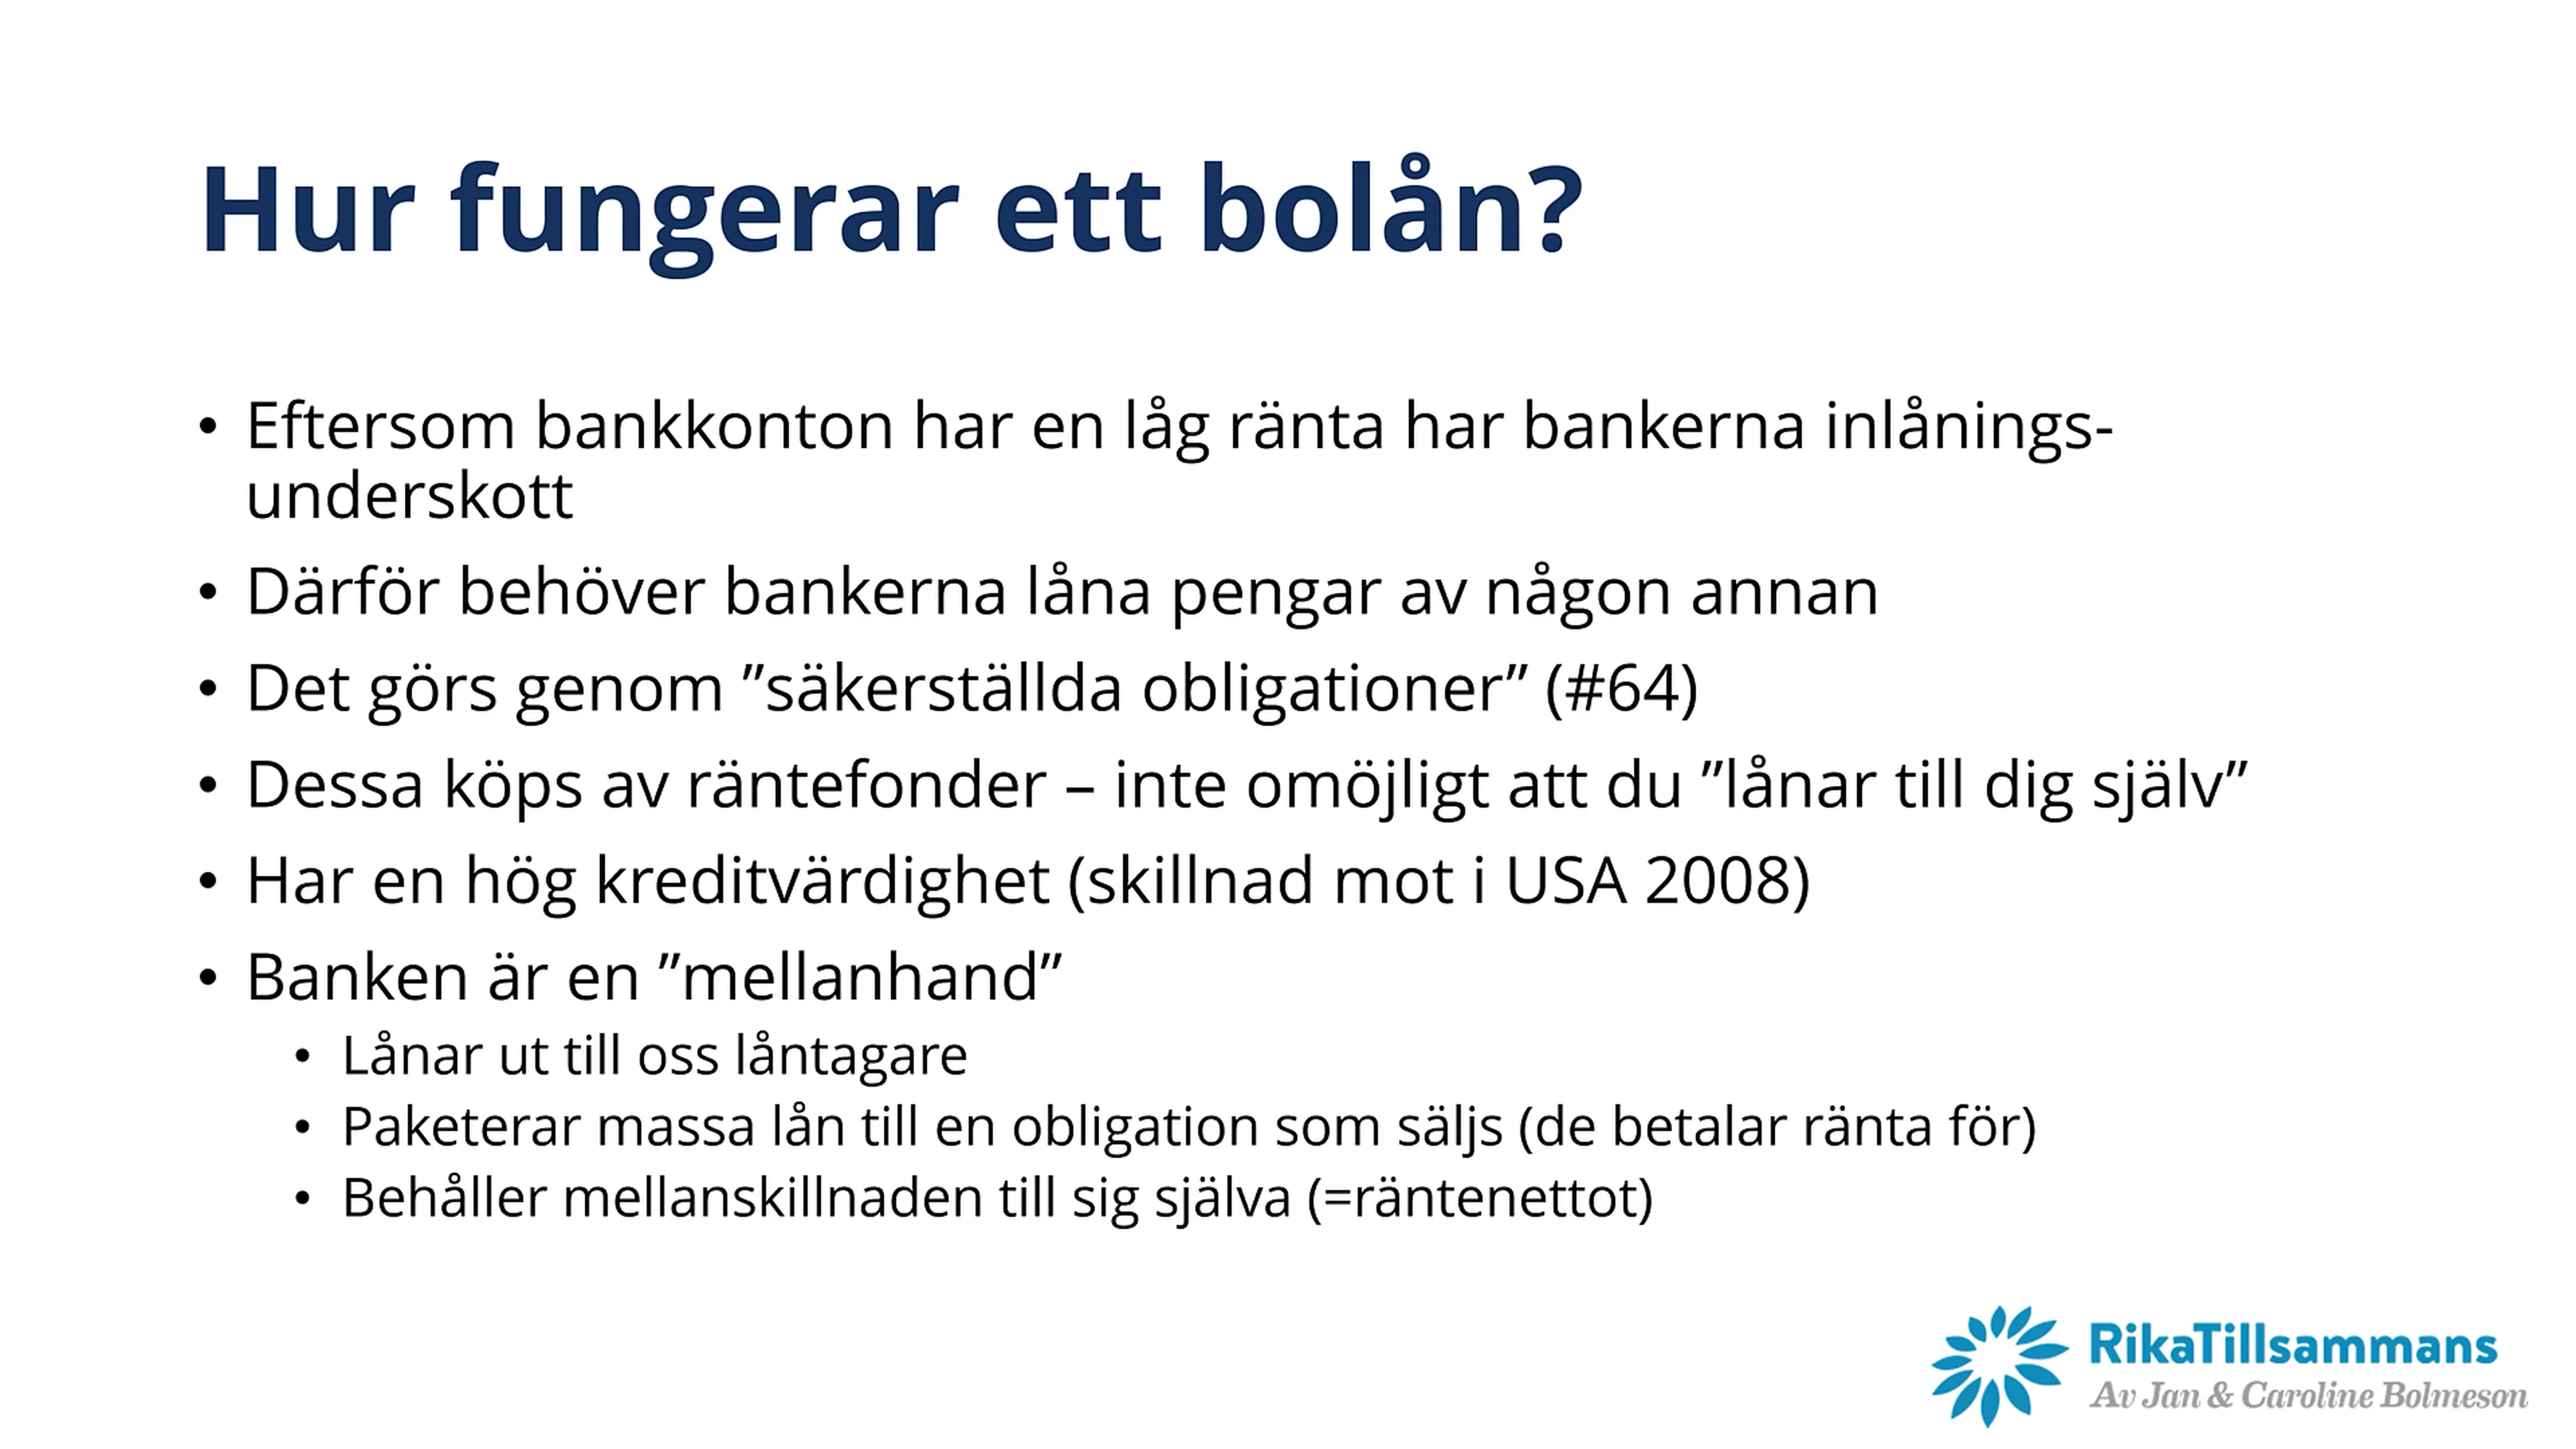 Hur fungerar ett bolån?
• Eftersom bankkonton har en låg ränta har bankerna inlånings-
underskott
• Därför behöver bankerna låna pengar av någon annan
• Det görs genom ”säkerställda obligationer” (#64)
• Dessa köps av räntefonder – inte omöjligt att du ”lånar till dig själv”
• Har en hög kreditvärdighet (skillnad mot i USA 2008)
• Banken är en ”mellanhand”
• Lånar ut till oss låntagare
• Paketerar massa lån till en obligation som säljs (de betalar ränta för)
• Behåller mellanskillnaden till sig själva (=räntenettot)
RikaTillsammans
Av Jan & Caroline Bolmeson